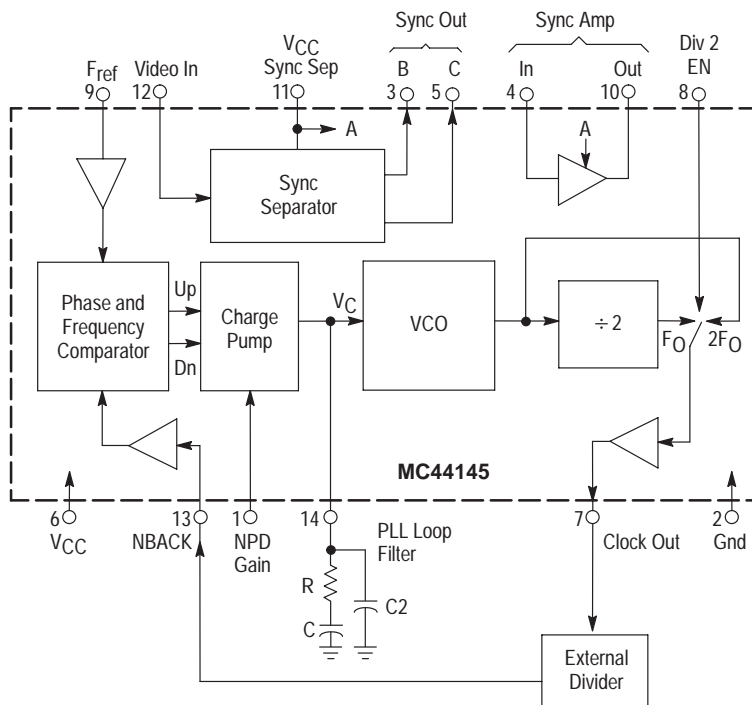 Sync Out
Sync Amp
Fref
9
Video In
12
VCC
Sync Sep
11
B
3
C
5
In
4
Out
10
Div 2
EN
8
A
A
Sync
Separator
Phase and
Frequency
Comparator
Up
Dn
Charge
Pump
VC
VCO
÷2
FO
2FO
MC44145
6
VCC
13
NBACK
1
NPD
Gain
14
PLL Loop
Filter
7
Clock Out
2
Gnd
R
C
C2
External
Divider